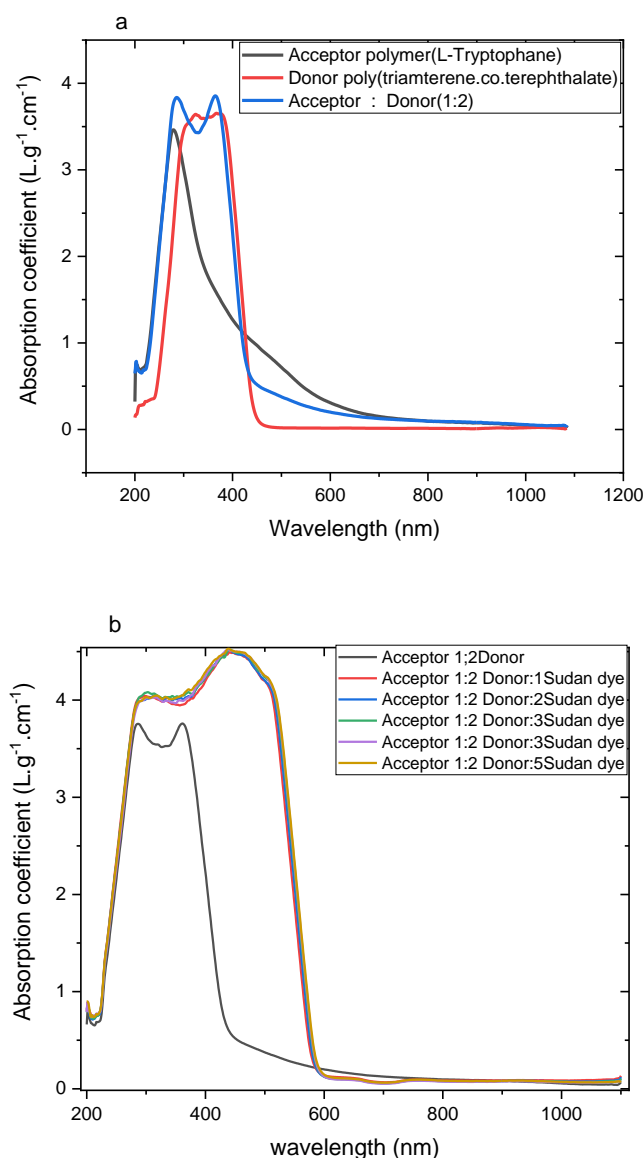 a
Acceptor polymer(L-Tryptophane)
Donor poly(triamterene.co.terephthalate)
Acceptor : Donor(1:2)
Absorption coefficient (L.g⁻¹.cm⁻¹)
4
3
2
1
0
200 400 600 800 1000 1200
Wavelength (nm)
b
Acceptor 1;2Donor
Acceptor 1:2 Donor:1Sudan dye
Acceptor 1:2 Donor:2Sudan dye
Acceptor 1:2 Donor:3Sudan dye
Acceptor 1:2 Donor:3Sudan dye
Acceptor 1:2 Donor:5Sudan dye
Absorption coefficient (L.g⁻¹.cm⁻¹)
4
3
2
1
0
200 400 600 800 1000
wavelength (nm)